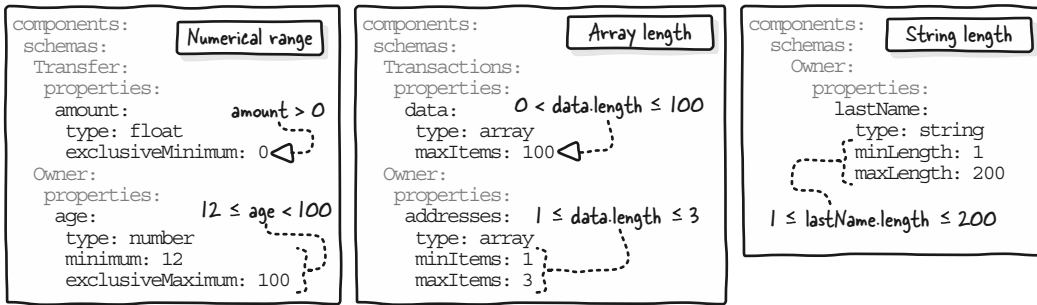 Numerical range
components:
schemas:
Transfer:
properties:
amount:
amount > 0
type: float
exclusiveMinimum: 0
Owner:
properties:
age:
12 ≤ age < 100
type: number
minimum: 12
exclusiveMaximum: 100
Array length
components:
schemas:
Transactions:
properties:
data:
0 < data.length ≤ 100
type: array
maxItems: 100
Owner:
properties:
addresses:
1 ≤ data.length ≤ 3
type: array
minItems: 1
maxItems: 3
String length
components:
schemas:
Owner:
properties:
lastName:
type: string
minLength: 1
maxLength: 200
1 ≤ lastName.length ≤ 200